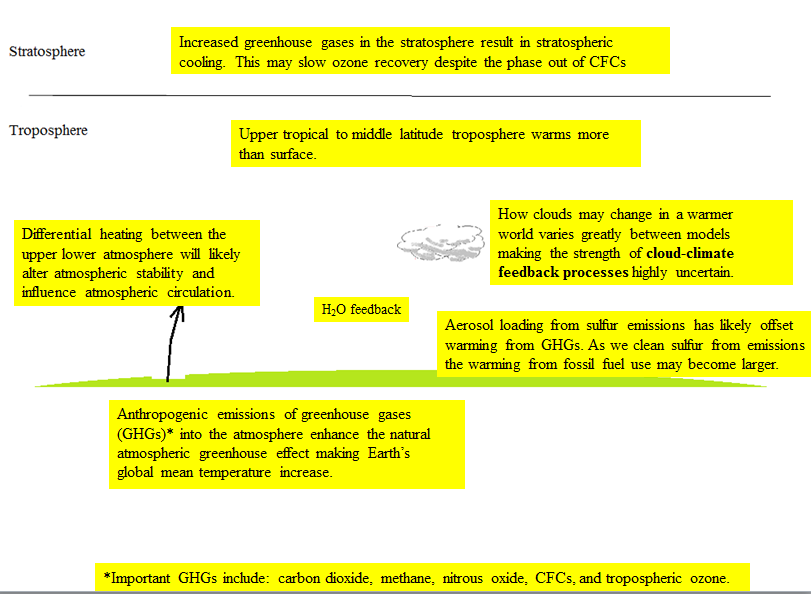 Stratosphere
Increased greenhouse gases in the stratosphere result in stratospheric
cooling. This may slow ozone recovery despite the phase out of CFCs
Troposphere
Upper tropical to middle latitude troposphere warms more
than surface.
How clouds may change in a warmer
world varies greatly between models
making the strength of cloud-climate
feedback processes highly uncertain.
Differential heating between the
upper lower atmosphere will likely
alter atmospheric stability and
influence atmospheric circulation.
H₂O feedback
Aerosol loading from sulfur emissions has likely offset
warming from GHGs. As we clean sulfur from emissions
the warming from fossil fuel use may become larger.
Anthropogenic emissions of greenhouse gases
(GHGs)* into the atmosphere enhance the natural
atmospheric greenhouse effect making Earth's
global mean temperature increase.
*Important GHGs include: carbon dioxide, methane, nitrous oxide, CFCs, and tropospheric ozone.